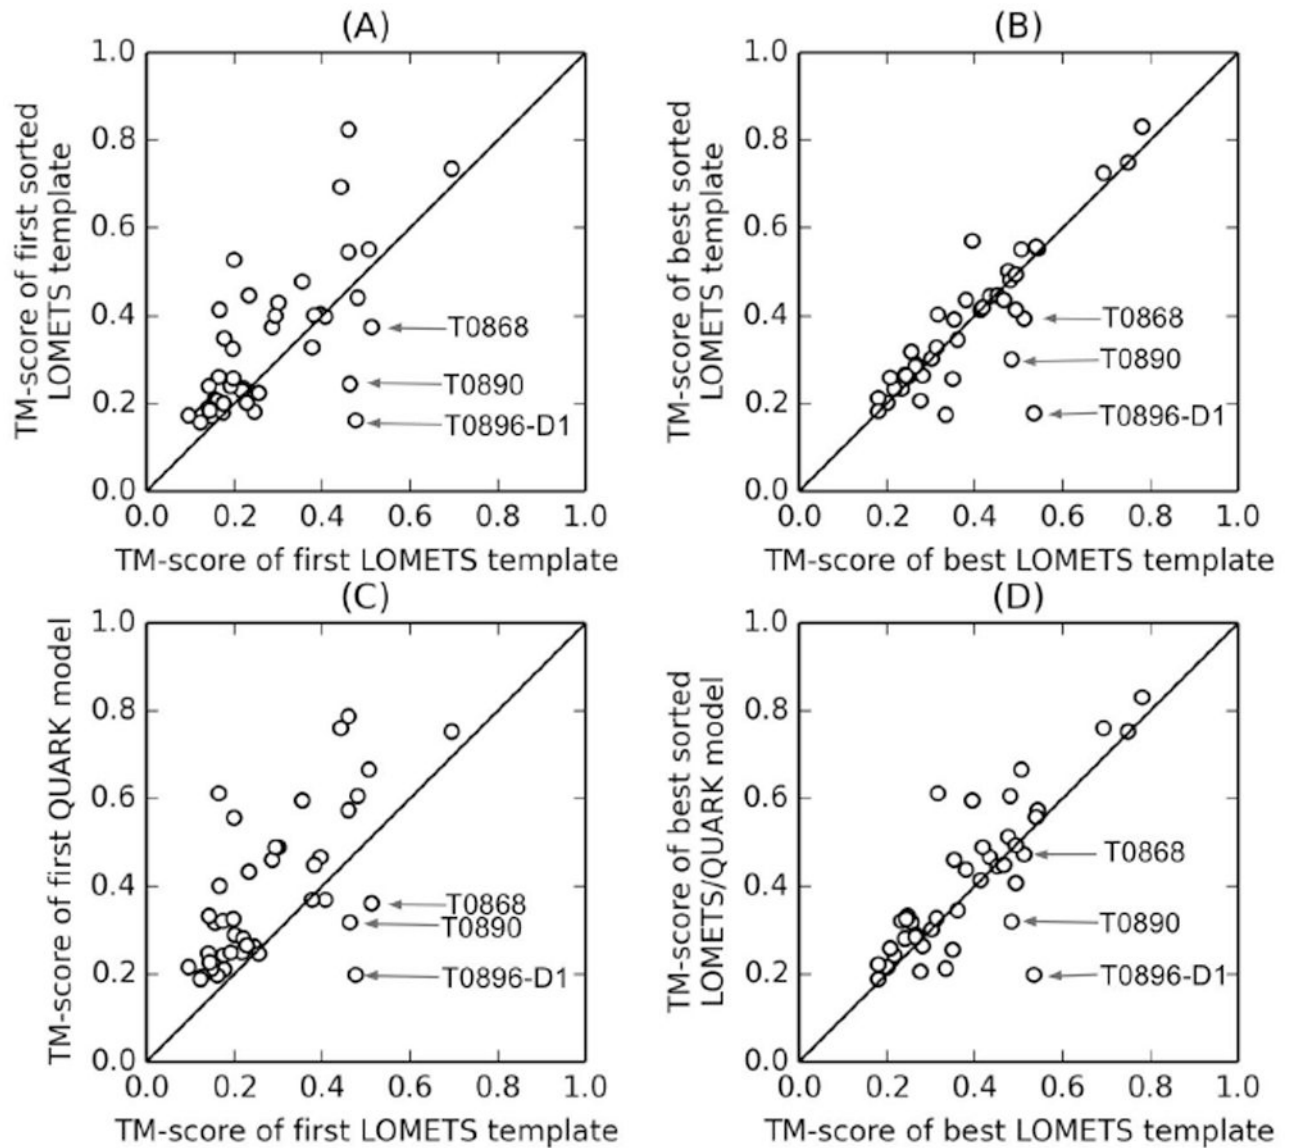 (A)
TM-score of first sorted
LOMETS template
1.0
0.8
0.6
0.4
0.2
0.0
T0868
T0890
T0896-D1
0.0 0.2 0.4 0.6 0.8 1.0
TM-score of first LOMETS template
(B)
TM-score of best sorted
LOMETS template
1.0
0.8
0.6
0.4
0.2
0.0
T0868
T0890
T0896-D1
0.0 0.2 0.4 0.6 0.8 1.0
TM-score of best LOMETS template
(C)
TM-score of first QUARK model
1.0
0.8
0.6
0.4
0.2
0.0
T0868
T0890
T0896-D1
0.0 0.2 0.4 0.6 0.8 1.0
TM-score of first LOMETS template
(D)
TM-score of best sorted
LOMETS/QUARK model
1.0
0.8
0.6
0.4
0.2
0.0
T0868
T0890
T0896-D1
0.0 0.2 0.4 0.6 0.8 1.0
TM-score of best LOMETS template